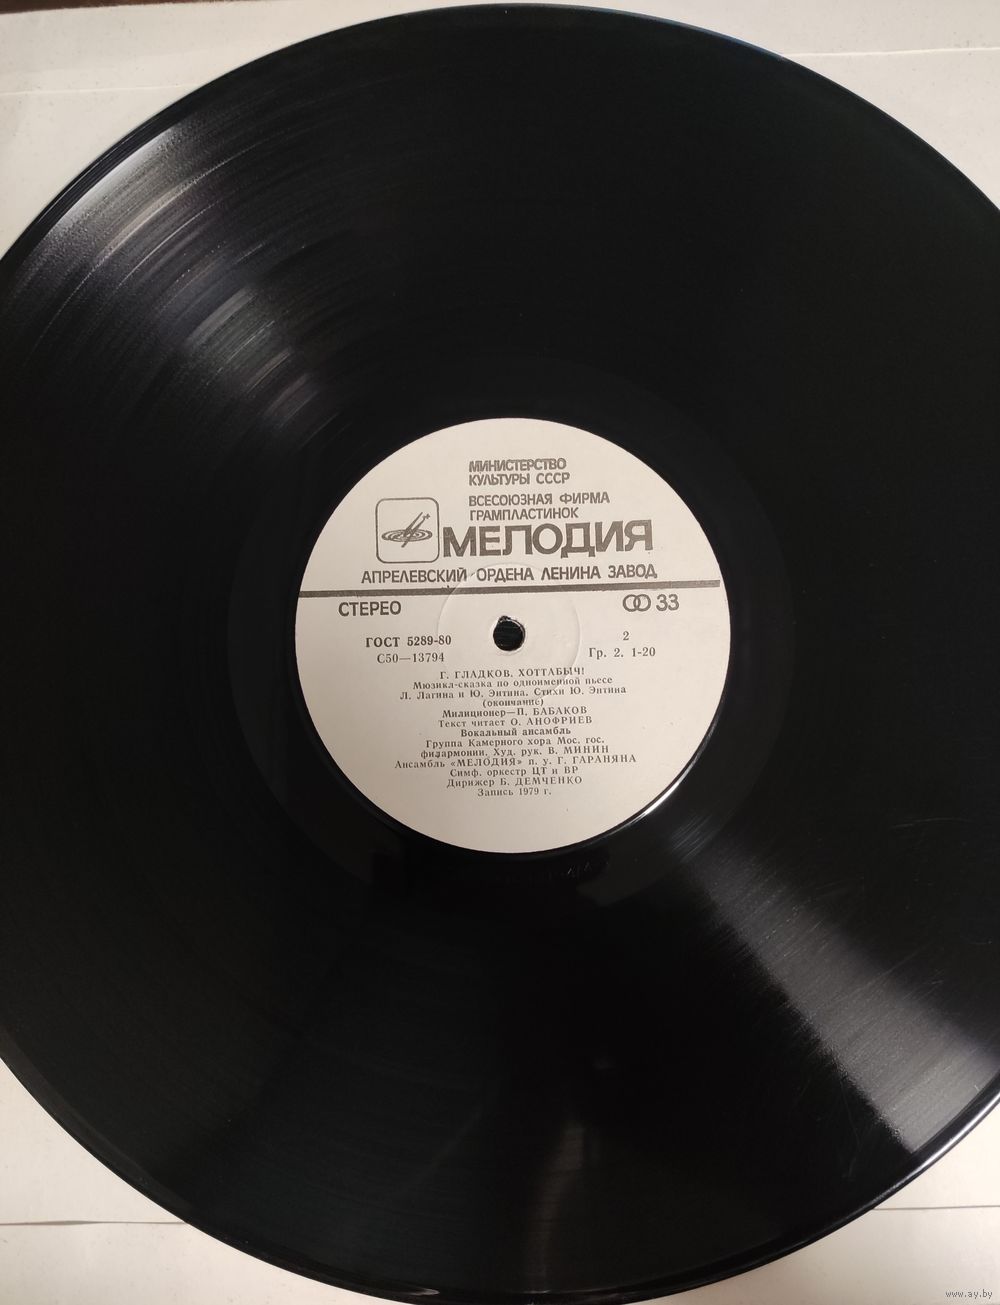 МИНИСТЕРСТВО
КУЛЬТУРЫ СССР
ВСЕСОЮЗНАЯ ФИРМА
ГРАМПЛАСТИНОК
МЕЛОДИЯ
АПРЕЛЕВСКИЙ ОРДЕНА ЛЕНИНА ЗАВОД
СТЕРЕО 33
ГОСТ 5289-80 2
С50—13794 Гр. 2. 1-20
Г. ГЛАДКОВ. ХОТТАБЫЧ!
Мюзикл-сказка по одноименной пьесе
Л. Лагина и Ю. Энтина. Стихи Ю. Энтина
(окончание)
Милиционер—П. БАБАКОВ
Текст читает О. АНОФРИЕВ
Вокальный ансамбль
Группа Камерного хора Мос. гос.
филармонии. Худ. рук. В. МИНИН
Ансамбль «МЕЛОДИЯ» п. у. Г. ГАРАНЯНА
Симф. оркестр ЦТ и ВР
Дирижер Б. ДЕМЧЕНКО
Запись 1979 г.
www.ay.by